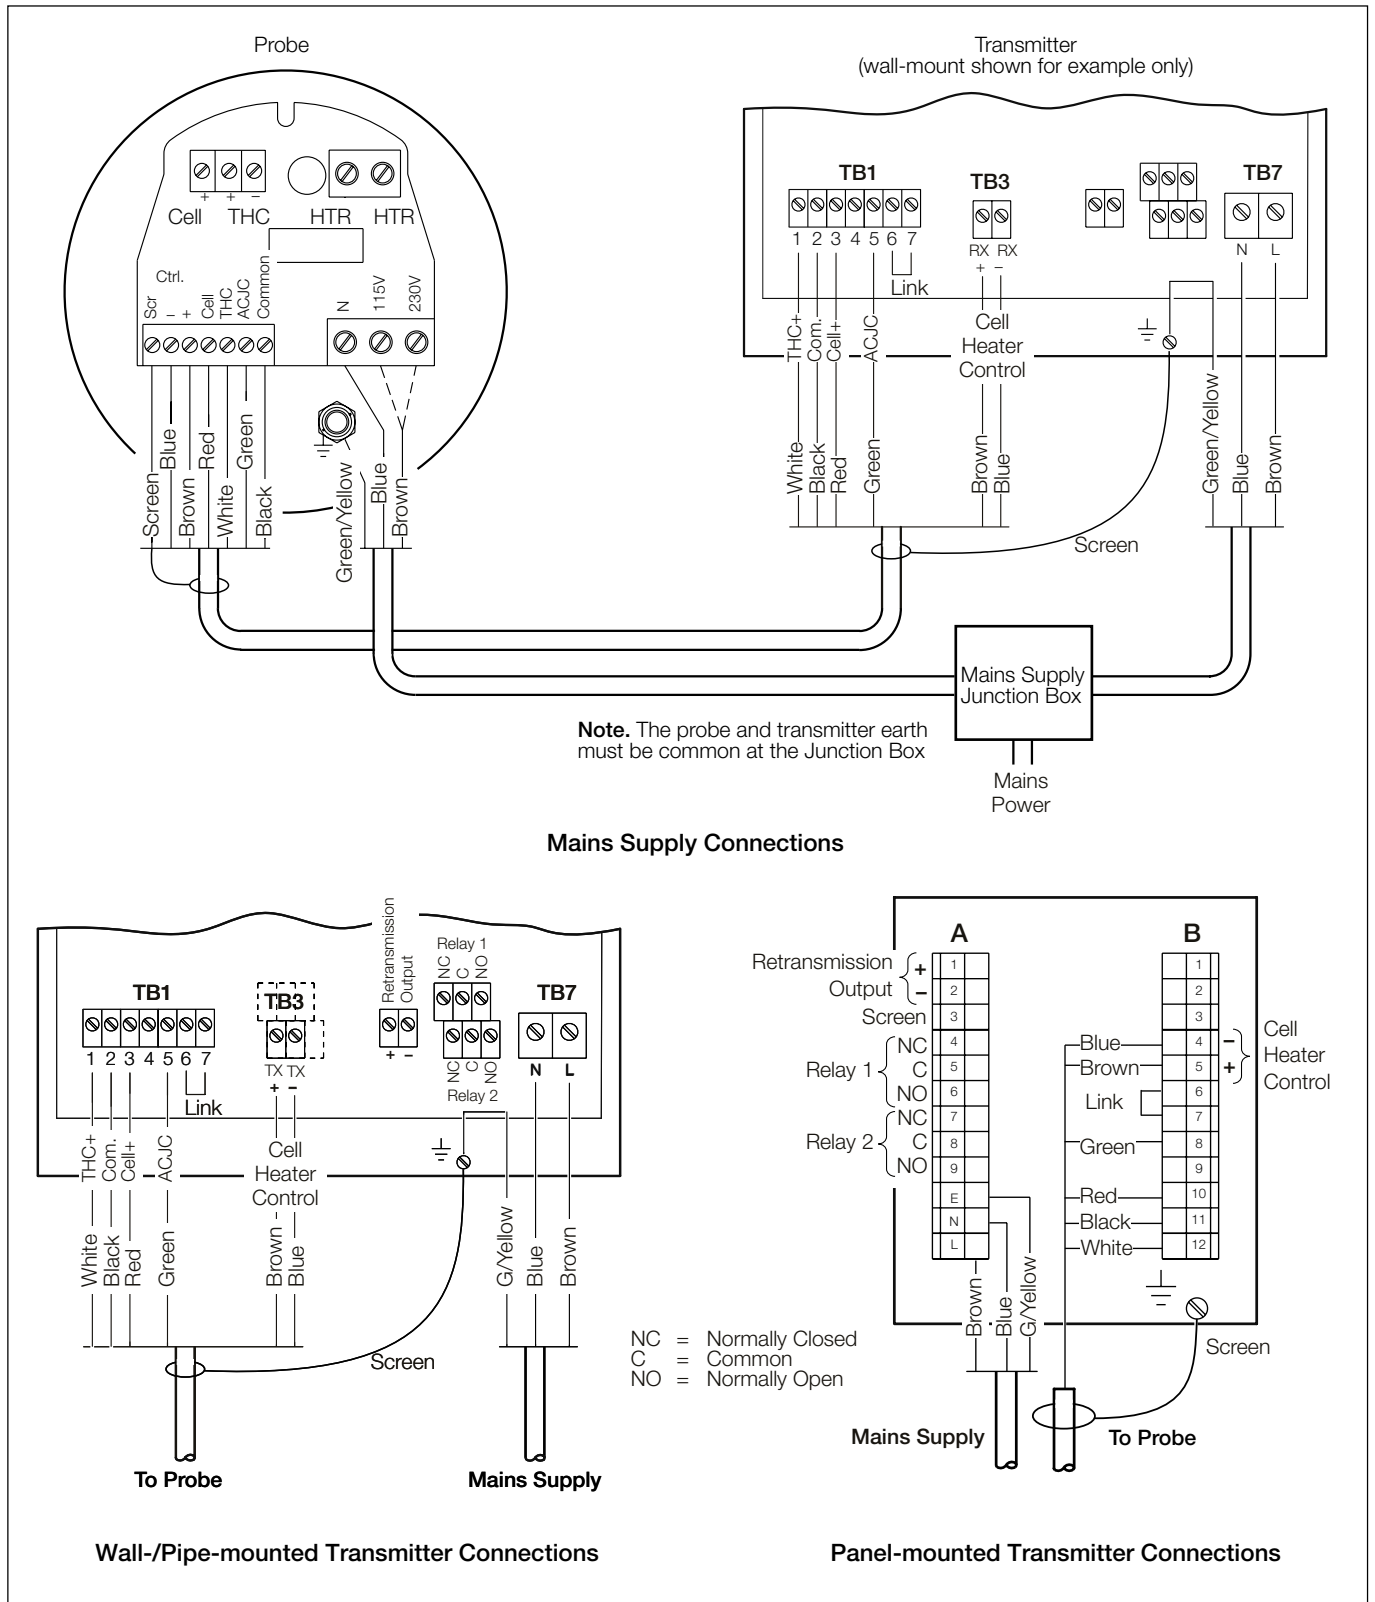 Probe
Transmitter
(wall-mount shown for example only)
+ + −
Cell THC HTR HTR
Ctrl.
Scr
−
+
Cell
THC
ACJC
Common
N
115V
230V
Screen
Blue
Brown
Red
White
Green
Black
Green/Yellow
Blue
Brown
TB1
TB3
TB7
1 2 3 4 5 6 7
Link
RX RX
+ −
N L
THC+
Com.
Cell+
ACJC
Cell
Heater
Control
White
Black
Red
Green
Brown
Blue
Green/Yellow
Blue
Brown
Screen
Mains Supply
Junction Box
Note. The probe and transmitter earth
must be common at the Junction Box
Mains
Power
Mains Supply Connections
TB1
TB3
Retransmission
Output
+ −
Relay 1
NC
C
NO
NC
C
NO
Relay 2
TB7
N L
1 2 3 4 5 6 7
Link
TX TX
+ −
THC+
Com.
Cell+
ACJC
Cell
Heater
Control
White
Black
Red
Green
Brown
Blue
G/Yellow
Blue
Brown
Screen
To Probe
Mains Supply
Wall-/Pipe-mounted Transmitter Connections
NC = Normally Closed
C = Common
NO = Normally Open
A
B
Retransmission
Output
+
−
Screen
Relay 1
NC
C
NO
Relay 2
NC
C
NO
1
2
3
4
5
6
7
8
9
E
N
L
Blue
Brown
Link
Green
Red
Black
White
1
2
3
4
5
6
7
8
9
10
11
12
−
+
Cell
Heater
Control
Brown
Blue
G/Yellow
Screen
Mains Supply
To Probe
Panel-mounted Transmitter Connections